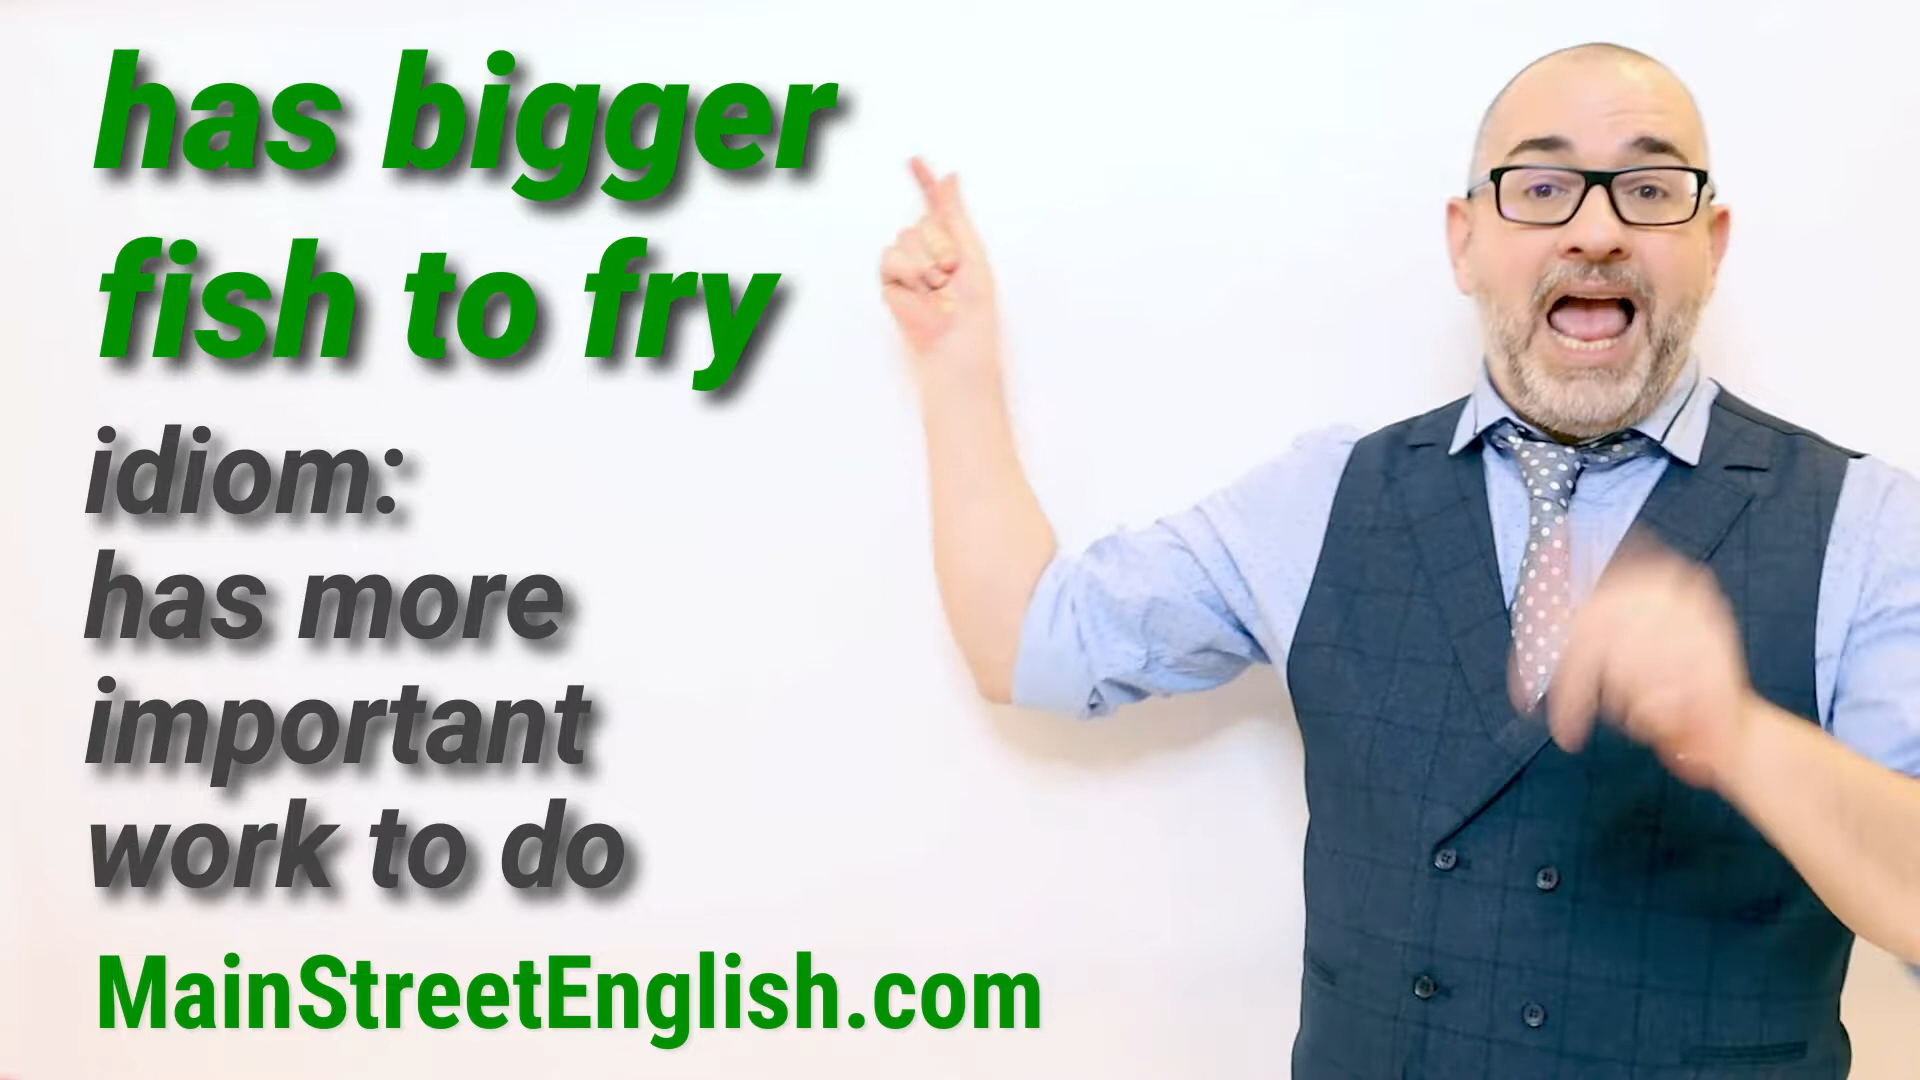 has bigger
fish to fry
idiom:
has more
important
work to do
MainStreetEnglish.com